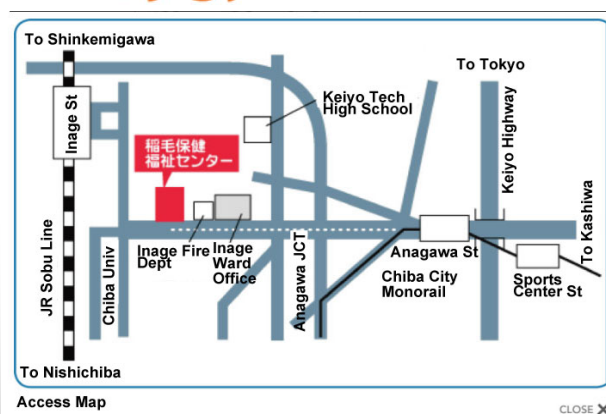 To Shinkemigawa
To Tokyo
Keiyo Tech
High School
Inage St
Keiyo Highway
稲毛保健
福祉センター
To Kashiwa
JR Sobu Line
Chiba Univ
Inage
Dept
Fire
Inage
Ward
Office
Anagawa JCT
Anagawa St
Chiba City
Monorail
Sports
Center St
To Nishichiba
Access Map
CLOSE X